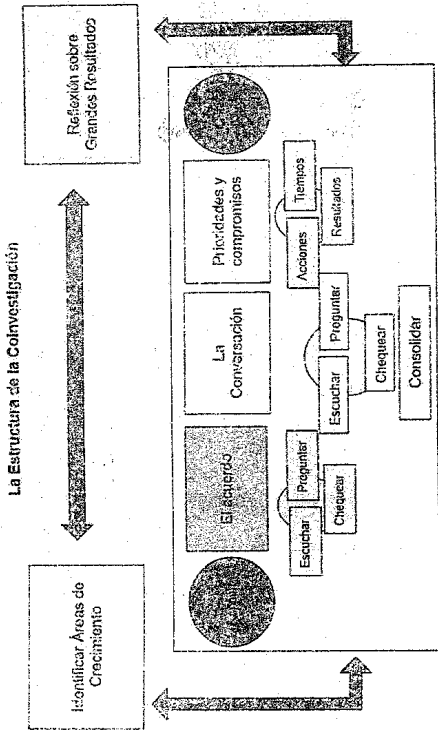 La Estructura de la Coinvestigación
Identificar Áreas de
Crecimiento
Reflexión sobre
Grandes Resultados
El acuerdo
La
Conversación
Prioridades y
compromisos
Escuchar
Preguntar
Chequear
Escuchar
Preguntar
Chequear
Consolidar
Acciones
Tiempos
Resultados